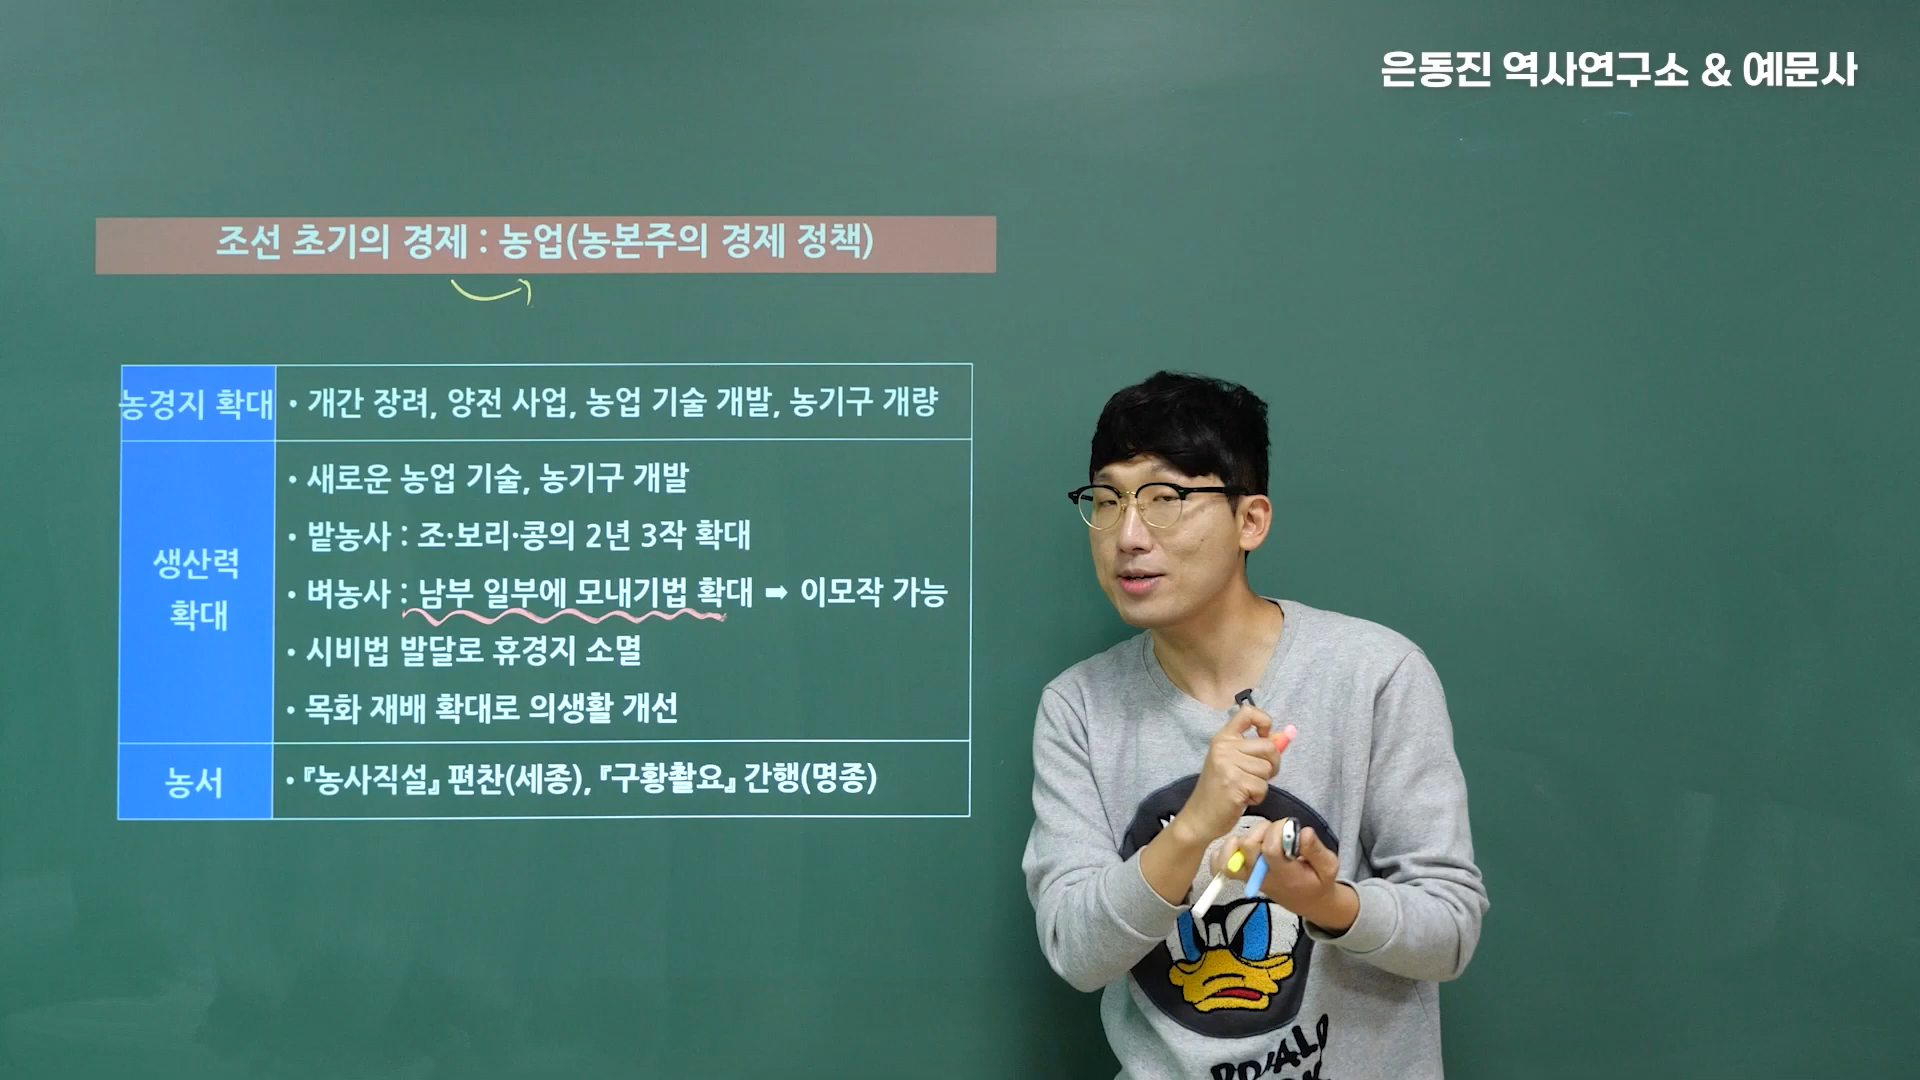 은동진 역사연구소 & 예문사
조선 초기의 경제 : 농업(농본주의 경제 정책)
농경지 확대
• 개간 장려, 양전 사업, 농업 기술 개발, 농기구 개량
생산력
확대
• 새로운 농업 기술, 농기구 개발
• 밭농사 : 조·보리·콩의 2년 3작 확대
• 벼농사 : 남부 일부에 모내기법 확대 ➡ 이모작 가능
• 시비법 발달로 휴경지 소멸
• 목화 재배 확대로 의생활 개선
농서
• 『농사직설』 편찬(세종), 『구황촬요』 간행(명종)